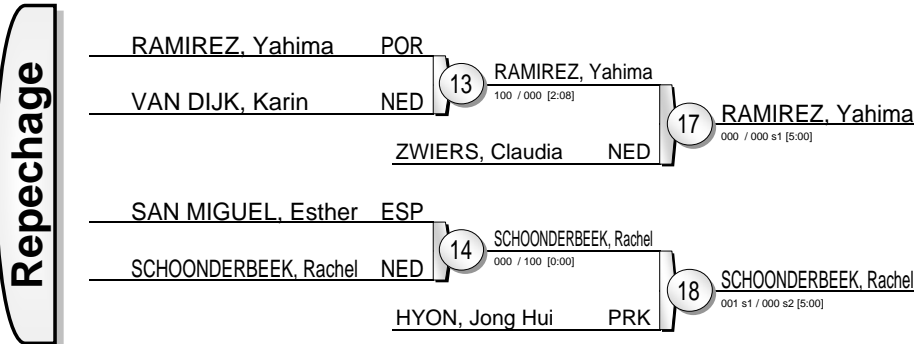 Repechage
RAMIREZ, Yahima POR
VAN DIJK, Karin NED
13
RAMIREZ, Yahima
100 / 000 [2:08]
ZWIERS, Claudia NED
17
RAMIREZ, Yahima
000 / 000 s1 [5:00]
SAN MIGUEL, Esther ESP
SCHOONDERBEEK, Rachel NED
14
SCHOONDERBEEK, Rachel
000 / 100 [0:00]
HYON, Jong Hui PRK
18
SCHOONDERBEEK, Rachel
001 s1 / 000 s2 [5:00]